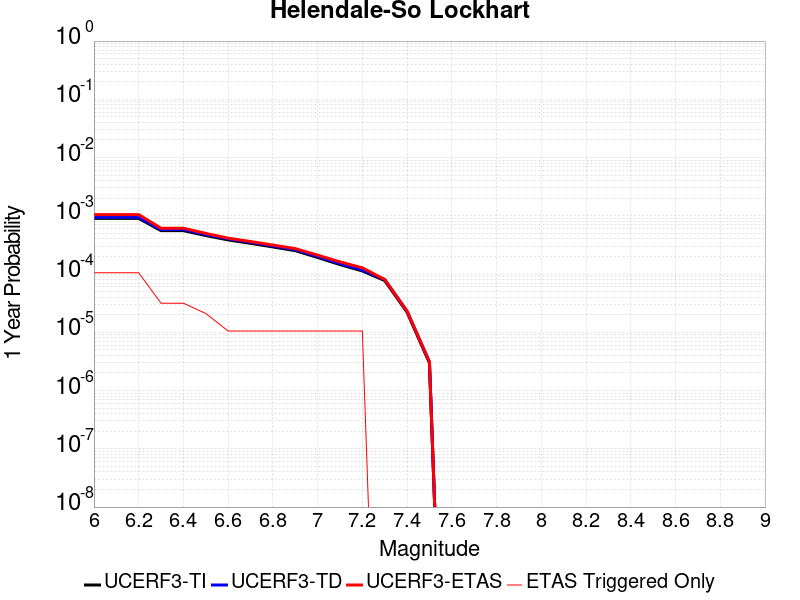 Helendale-So Lockhart
10^0
10^-1
10^-2
10^-3
10^-4
10^-5
10^-6
10^-7
10^-8
1 Year Probability
6 6.2 6.4 6.6 6.8 7 7.2 7.4 7.6 7.8 8 8.2 8.4 8.6 8.8 9
Magnitude
UCERF3-TI UCERF3-TD UCERF3-ETAS ETAS Triggered Only